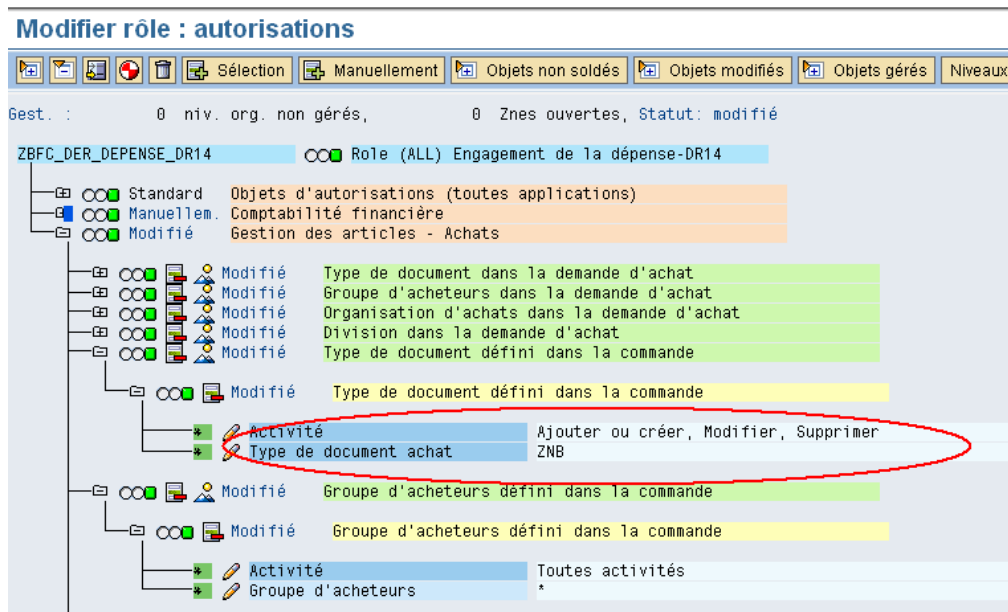 Modifier rôle : autorisations
Sélection Manuellement Objets non soldés Objets modifiés Objets gérés Niveaux
Gest. : 0 niv. org. non gérés, 0 Znes ouvertes, Statut: modifié
ZBFC_DER_DEPENSE_DR14 Role (ALL) Engagement de la dépense-DR14
Standard Objets d'autorisations (toutes applications)
Manuellem. Comptabilité financière
Modifié Gestion des articles - Achats
Modifié Type de document dans la demande d'achat
Modifié Groupe d'acheteurs dans la demande d'achat
Modifié Organisation d'achats dans la demande d'achat
Modifié Division dans la demande d'achat
Modifié Type de document défini dans la commande
Modifié Type de document défini dans la commande
Activité Ajouter ou créer, Modifier, Supprimer
Type de document achat ZNB
Modifié Groupe d'acheteurs défini dans la commande
Modifié Groupe d'acheteurs défini dans la commande
Activité Toutes activités
Groupe d'acheteurs *